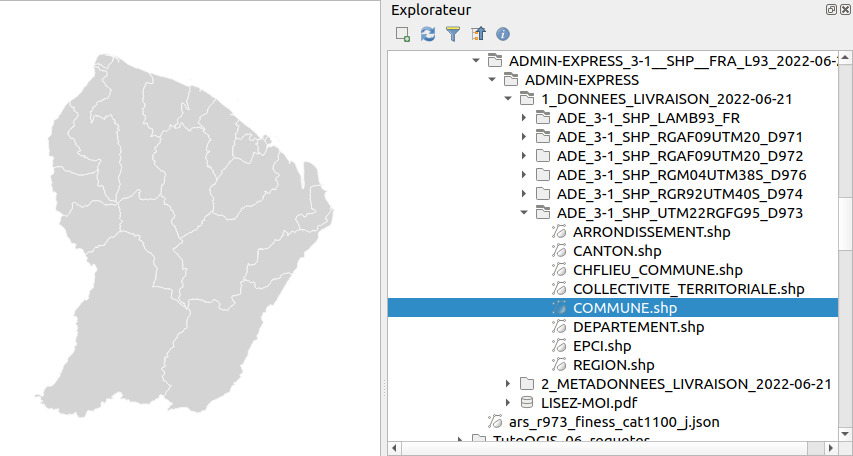 Explorateur
ADMIN-EXPRESS_3-1__SHP__FRA_L93_2022-06-
ADMIN-EXPRESS
1_DONNEES_LIVRAISON_2022-06-21
ADE_3-1_SHP_LAMB93_FR
ADE_3-1_SHP_RGAF09UTM20_D971
ADE_3-1_SHP_RGAF09UTM20_D972
ADE_3-1_SHP_RGM04UTM38S_D976
ADE_3-1_SHP_RGR92UTM40S_D974
ADE_3-1_SHP_UTM22RGFG95_D973
ARRONDISSEMENT.shp
CANTON.shp
CHFLIEU_COMMUNE.shp
COLLECTIVITE_TERRITORIALE.shp
COMMUNE.shp
DEPARTEMENT.shp
EPCI.shp
REGION.shp
2_METADONNEES_LIVRAISON_2022-06-21
LISEZ-MOI.pdf
ars_r973_finess_cat1100_j.json
TutoQGIS_06_requetes